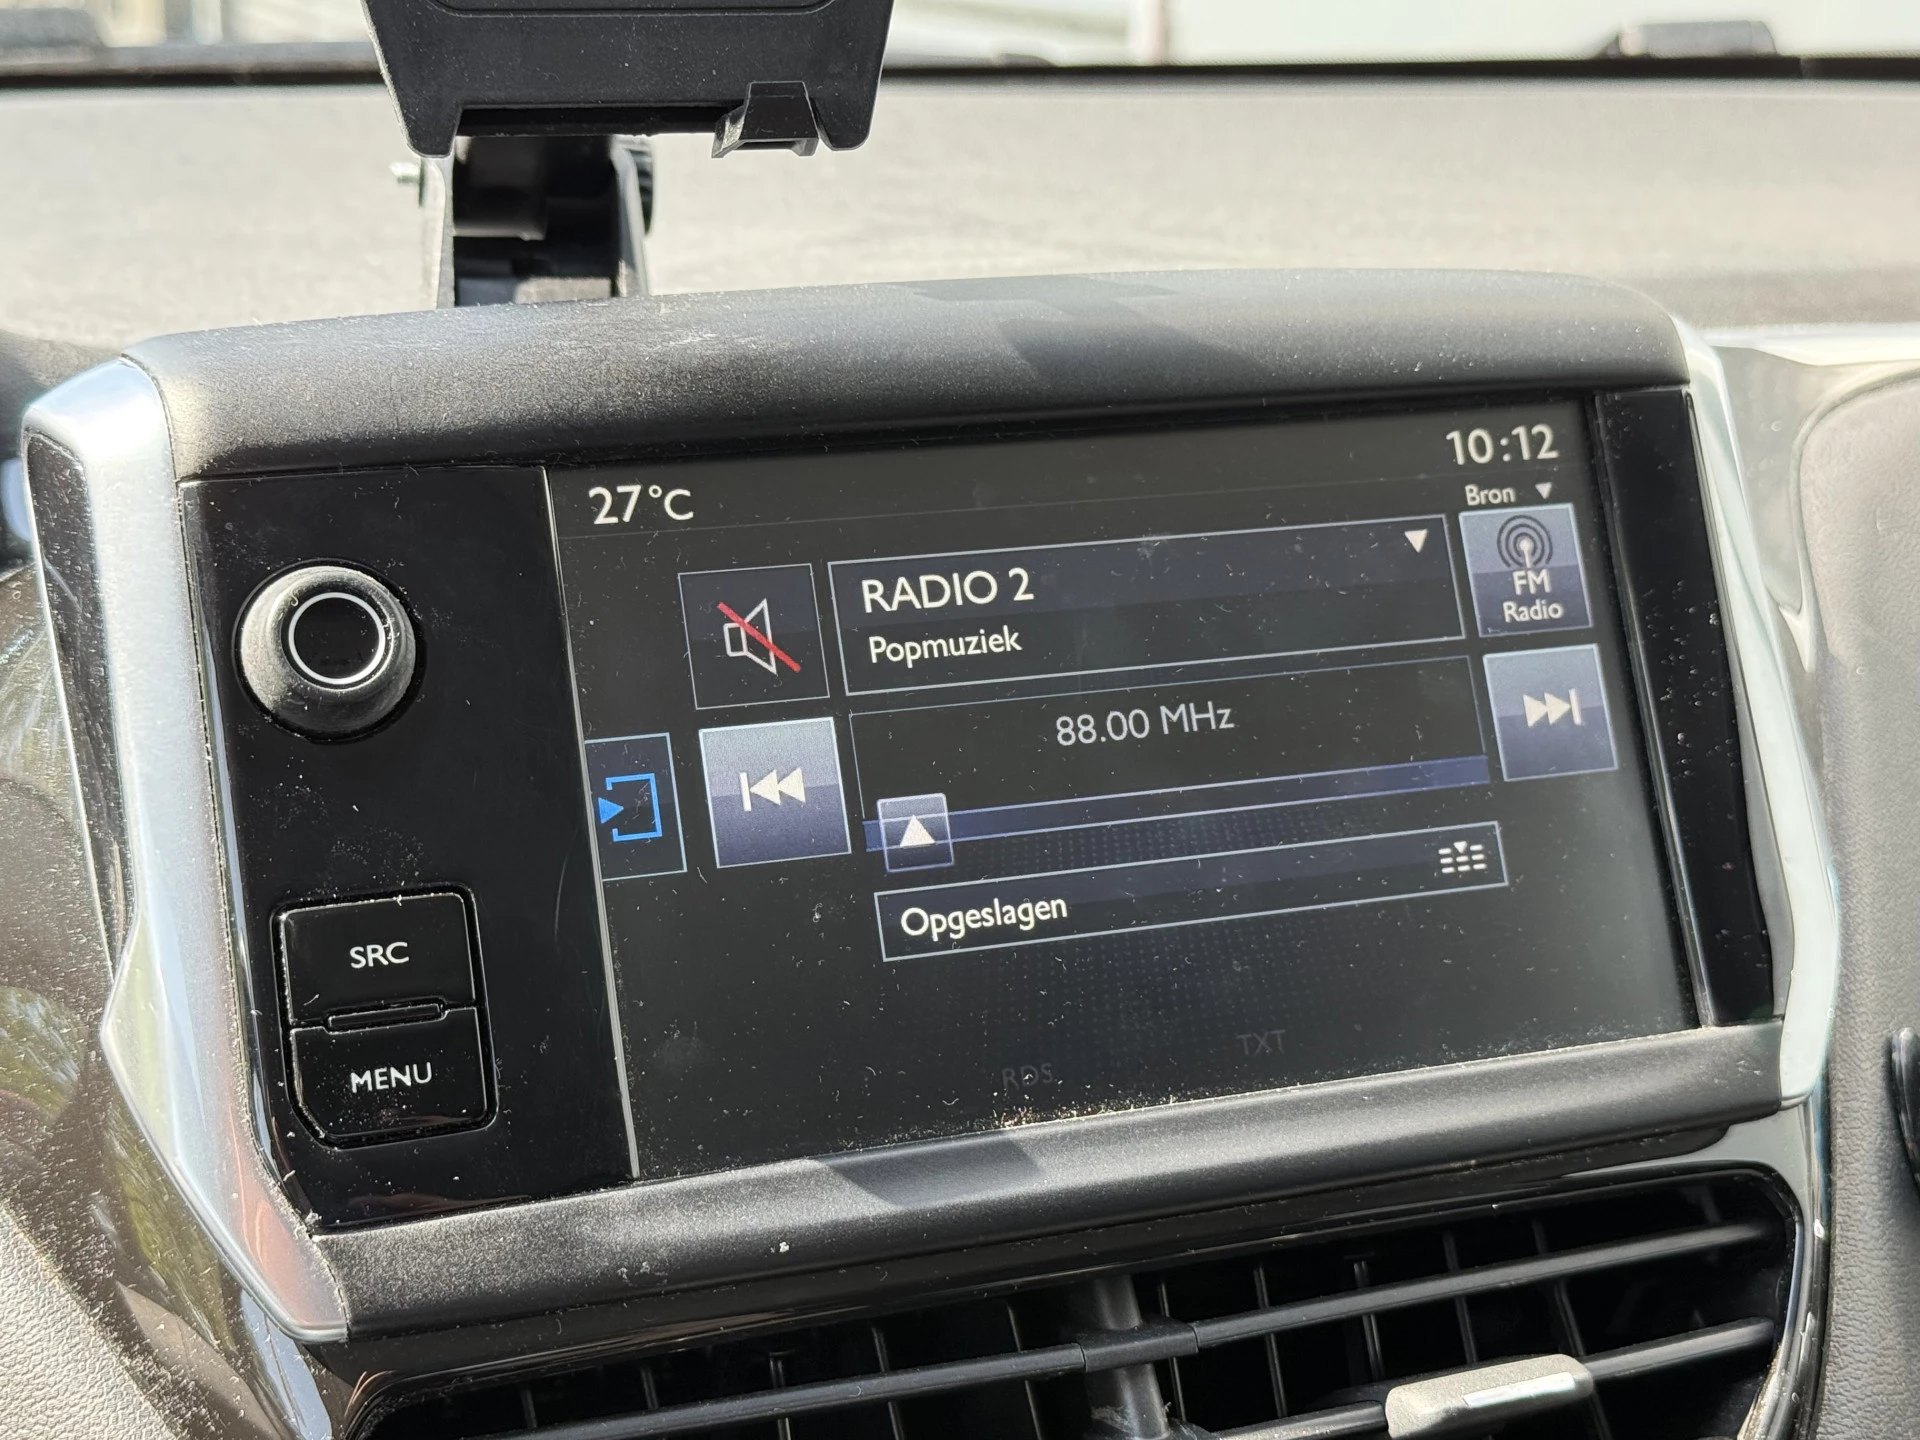 10:12
27°C
Bron
RADIO 2
FM
Radio
Popmuziek
88.00 MHz
Opgeslagen
SRC
MENU
RDS
TXT